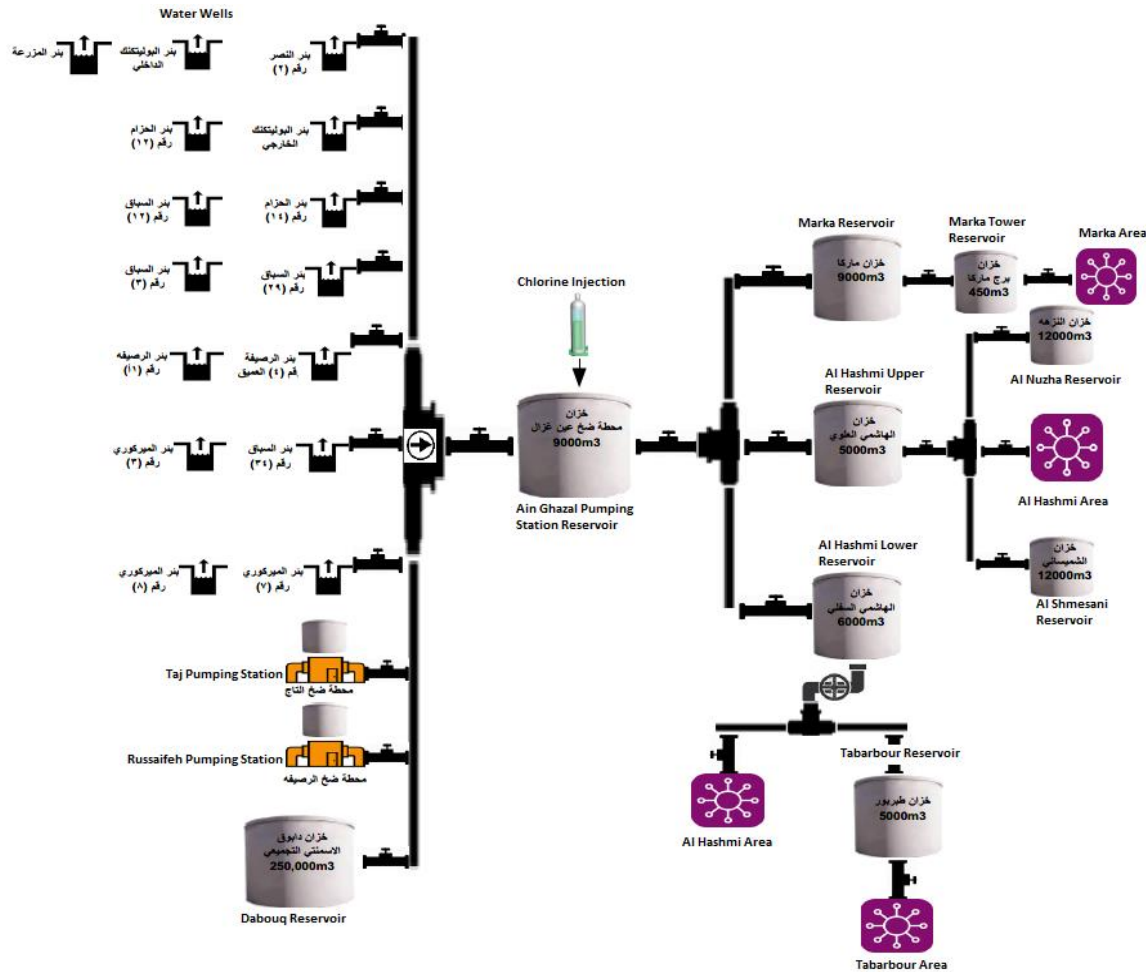 Water Wells
بئر المزرعة
بئر البوليتكنك
الداخلي
بئر النصر
رقم (٢)
بئر الحزام
رقم (١٢)
بئر البوليتكنك
الخارجي
بئر السباق
رقم (١٢)
بئر الحزام
رقم (١٤)
بئر السباق
رقم (٣)
بئر السباق
رقم (٢٩)
بئر الرصيفه
رقم (١أ)
بئر الرصيفة
رقم (٤) العميق
بئر الميركوري
رقم (٣)
بئر السباق
رقم (٣٤)
بئر الميركوري
رقم (٨)
بئر الميركوري
رقم (٧)
Taj Pumping Station
محطة ضخ التاج
Russaifeh Pumping Station
محطة ضخ الرصيفه
خزان دابوق
الاسمنتي التجميعي
250,000m3
Dabouq Reservoir
Chlorine Injection
خزان
محطة ضخ عين غزال
9000m3
Ain Ghazal Pumping
Station Reservoir
Marka Reservoir
خزان ماركا
9000m3
Marka Tower
Reservoir
خزان
برج ماركا
450m3
Marka Area
خزان النزهه
12000m3
Al Nuzha Reservoir
Al Hashmi Upper
Reservoir
خزان
الهاشمي العلوي
5000m3
Al Hashmi Area
خزان
الشميساني
12000m3
Al Shmesani
Reservoir
Al Hashmi Lower
Reservoir
خزان
الهاشمي السفلي
6000m3
Al Hashmi Area
Tabarbour Reservoir
خزان طبربور
5000m3
Tabarbour Area